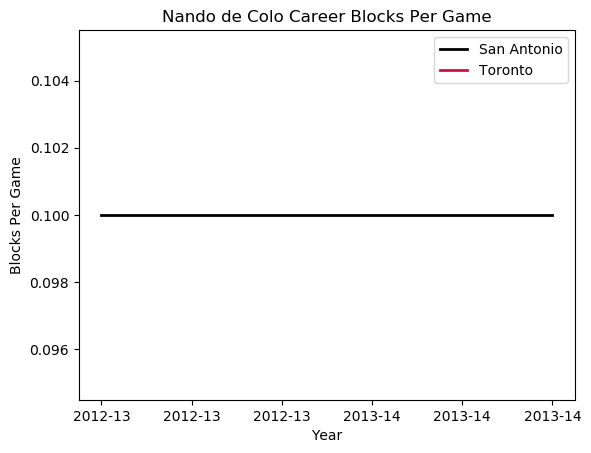 Nando de Colo Career Blocks Per Game
San Antonio
Toronto
0.104
0.102
0.100
0.098
0.096
Blocks Per Game
2012-13 2012-13 2012-13 2013-14 2013-14 2013-14
Year